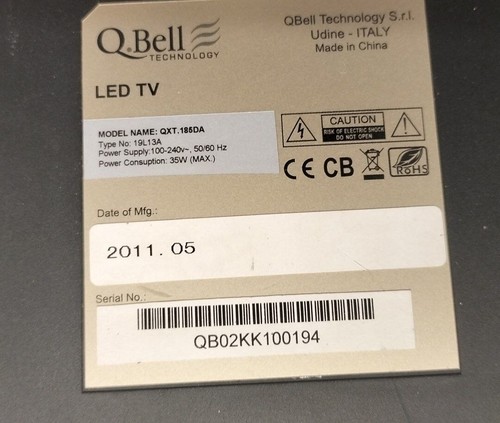 Q.Bell
TECHNOLOGY
QBell Technology S.r.l.
Udine - ITALY
Made in China
LED TV
MODEL NAME: QXT.185DA
Type No: 19L13A
Power Supply:100-240v~, 50/60 Hz
Power Consuption: 35W (MAX.)
CAUTION
RISK OF ELECTRIC SHOCK
DO NOT OPEN
CE CB
RoHS
Date of Mfg.:
2011. 05
Serial No.:
QB02KK100194